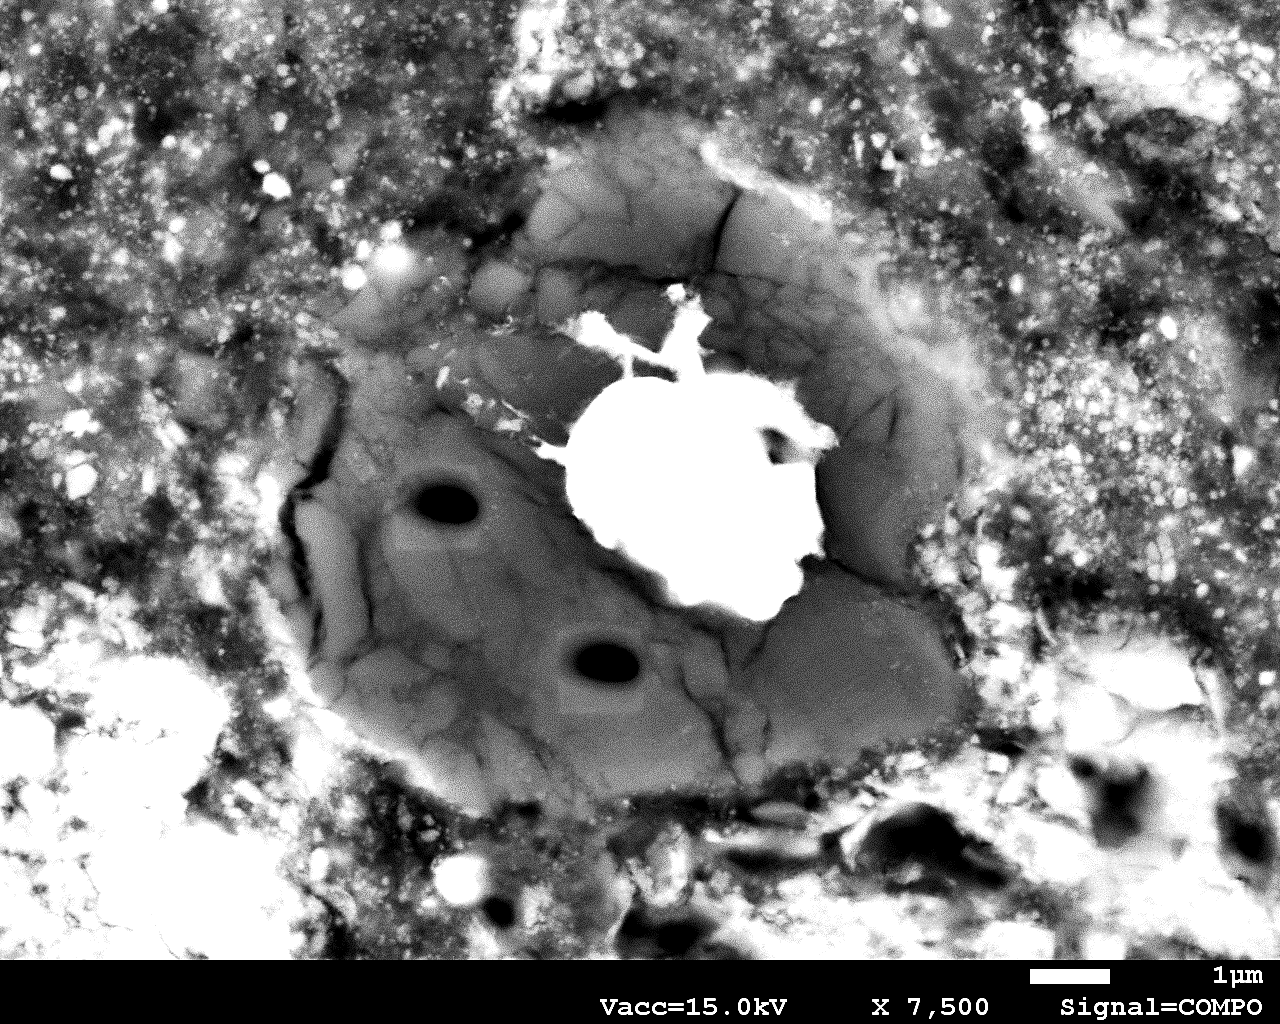 1μm
Vacc=15.0kV X 7,500 Signal=COMPO